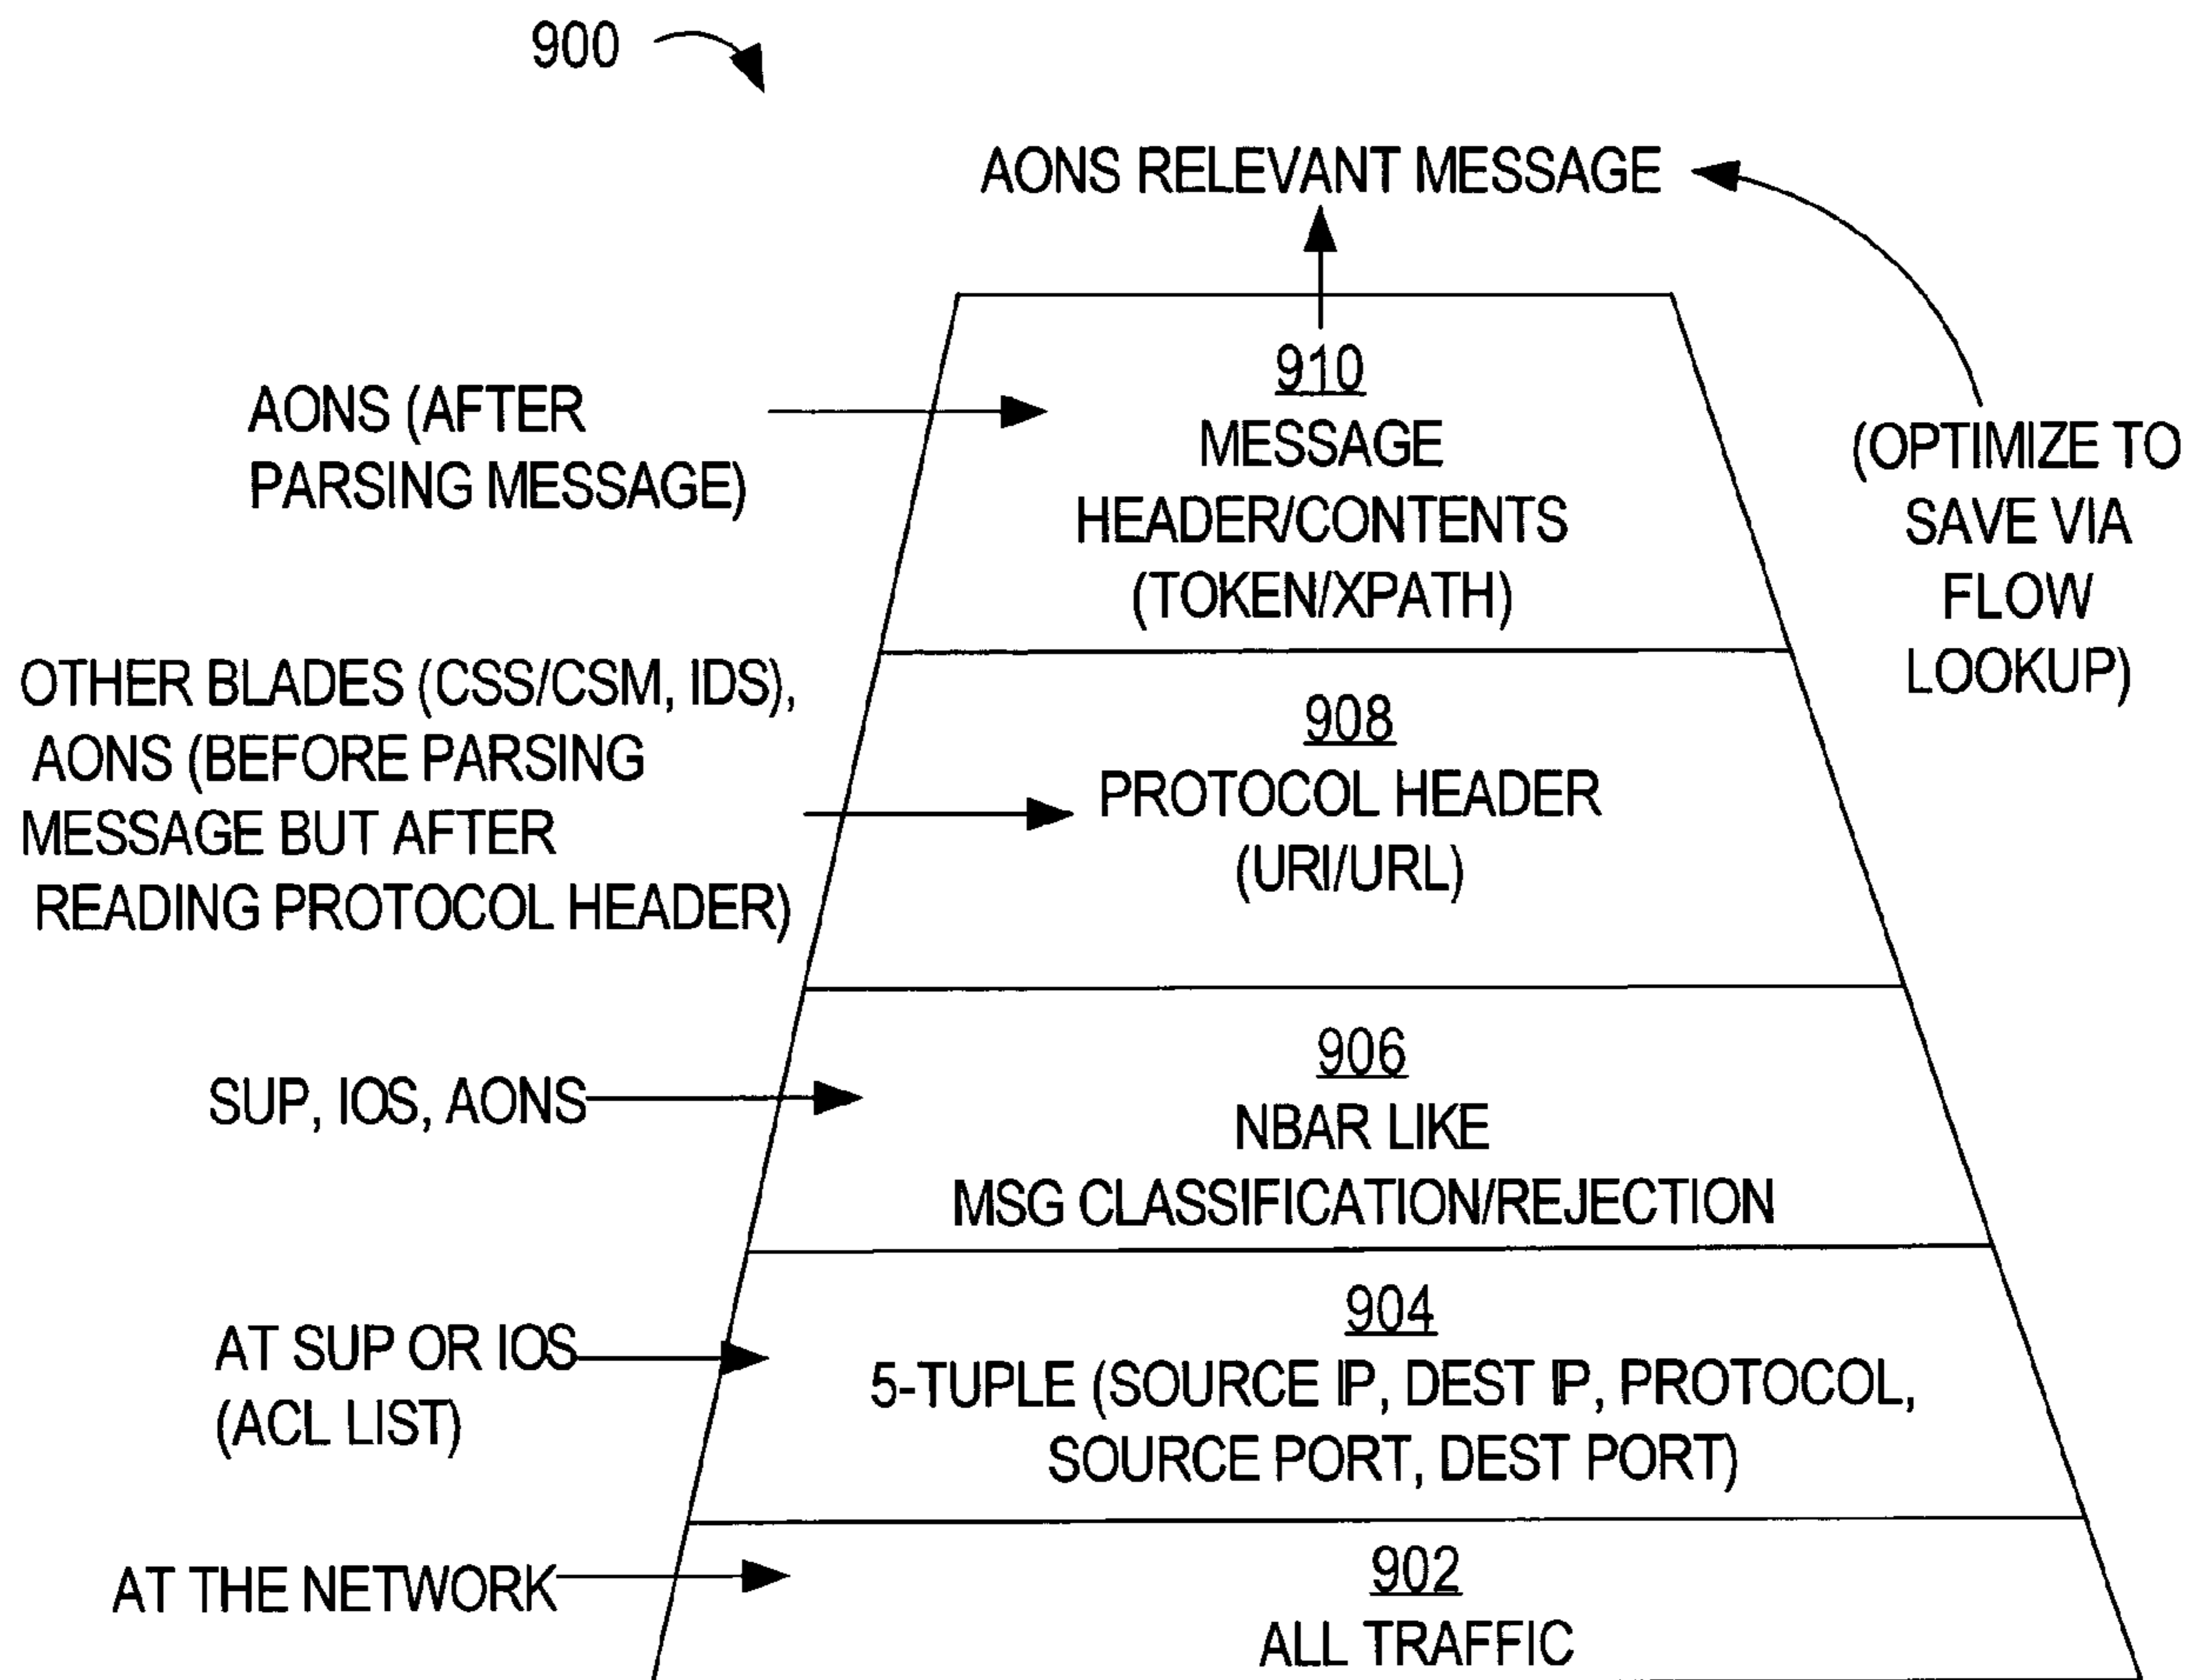 900
AONS RELEVANT MESSAGE
AONS (AFTER
PARSING MESSAGE)
910
MESSAGE
HEADER/CONTENTS
(TOKEN/XPATH)
(OPTIMIZE TO
SAVE VIA
FLOW
LOOKUP)
OTHER BLADES (CSS/CSM, IDS),
AONS (BEFORE PARSING
MESSAGE BUT AFTER
READING PROTOCOL HEADER)
908
PROTOCOL HEADER
(URI/URL)
SUP, IOS, AONS
906
NBAR LIKE
MSG CLASSIFICATION/REJECTION
AT SUP OR IOS
(ACL LIST)
904
5-TUPLE (SOURCE IP, DEST IP, PROTOCOL,
SOURCE PORT, DEST PORT)
AT THE NETWORK
902
ALL TRAFFIC